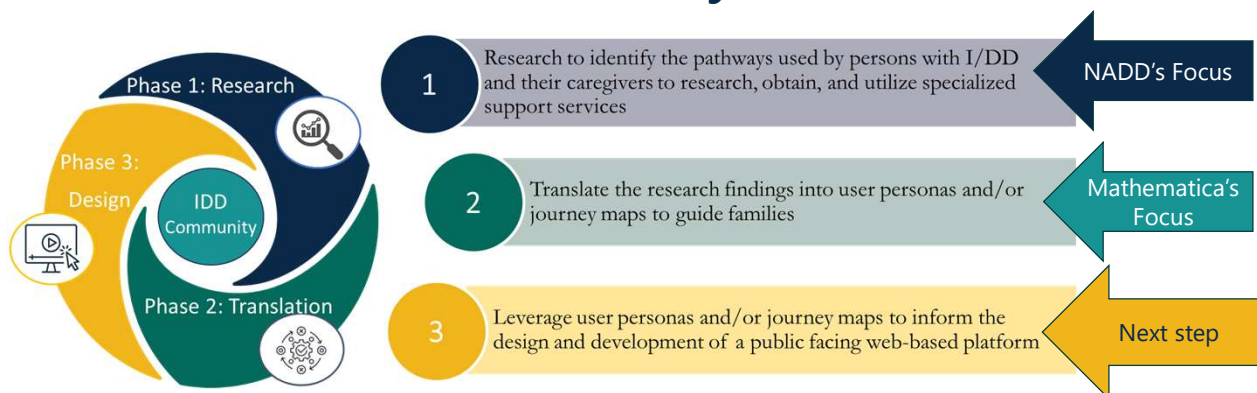 Phase 1: Research
Phase 3:
Design
IDD
Community
Phase 2: Translation
1
Research to identify the pathways used by persons with I/DD
and their caregivers to research, obtain, and utilize specialized
support services
NADD's Focus
2
Translate the research findings into user personas and/or
journey maps to guide families
Mathematica's
Focus
3
Leverage user personas and/or journey maps to inform the
design and development of a public facing web-based platform
Next step